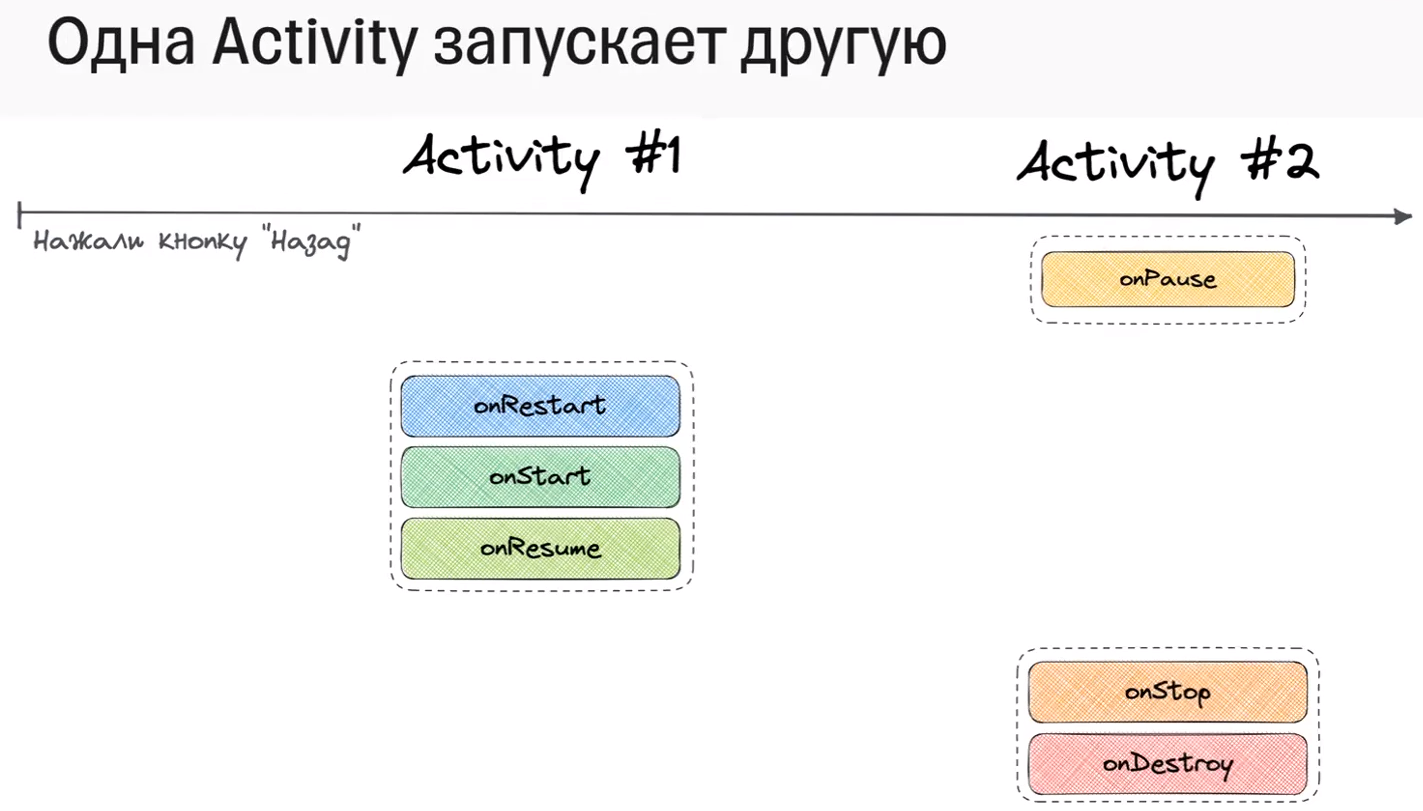 Одна Activity запускает другую
Activity #1
Activity #2
Нажали кнопку "Назад"
onPause
onRestart
onStart
onResume
onStop
onDestroy